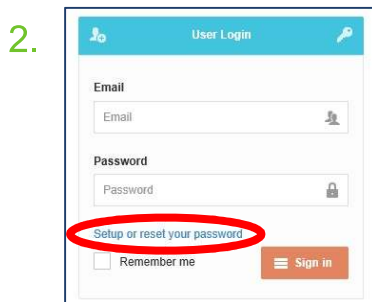 2.
User Login
Email
Email
Password
Password
Setup or reset your password
Remember me
Sign in